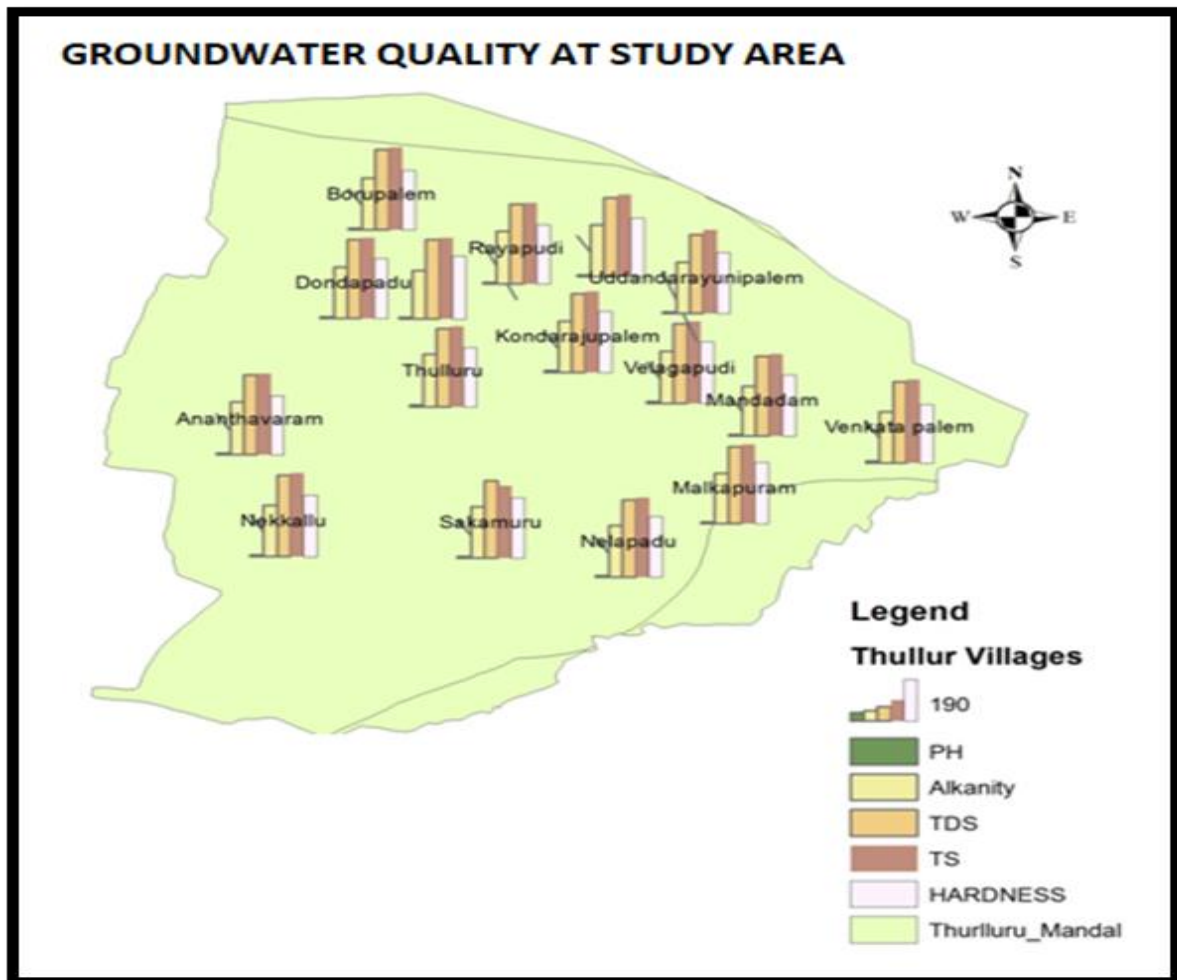 GROUNDWATER QUALITY AT STUDY AREA
N
W E
S
Borupalem
Rayapudi
Dondapadu
Uddandarayunipalem
Kondarajupalem
Thulluru
Velagapudi
Mandadam
Ananthavaram
Venkata palem
Malkapuram
Nekkallu
Sakamuru
Nelapadu
Legend
Thullur Villages
190
PH
Alkanity
TDS
TS
HARDNESS
Thurlluru_Mandal